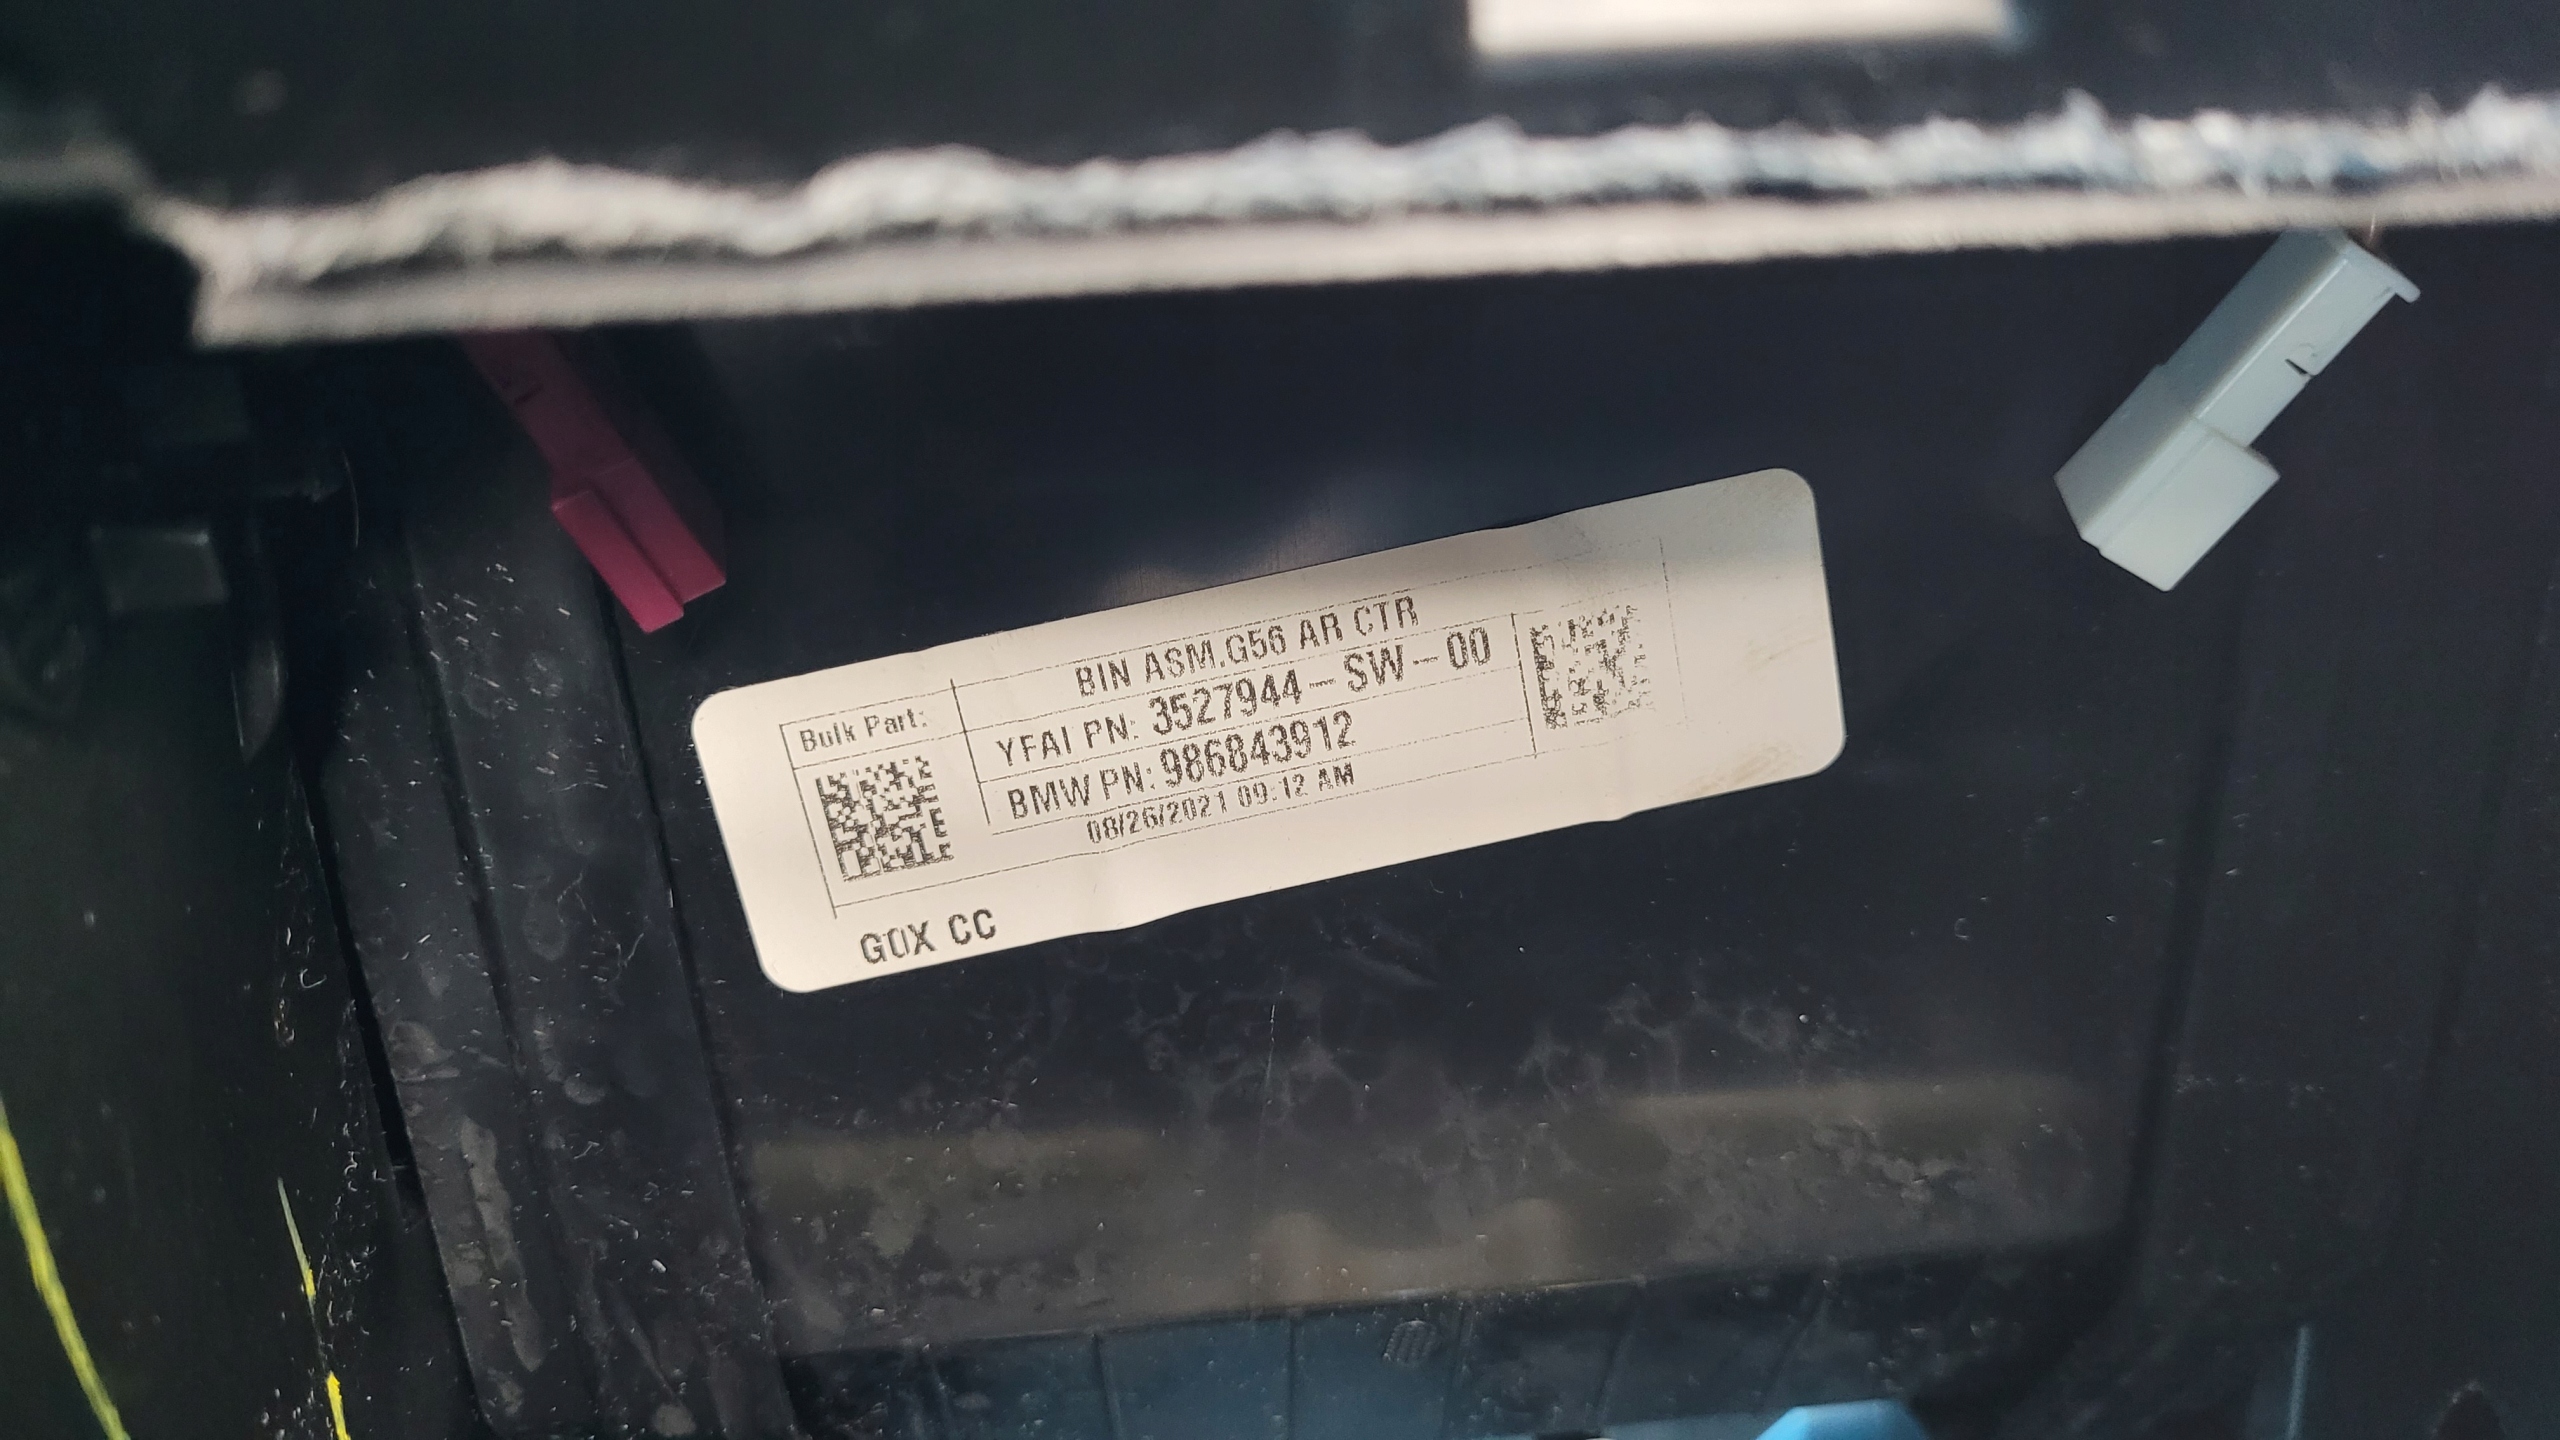 BIN ASM.G56 AR CTR
Bulk Part:
YFAI PN: 3527944-SW-00
BMW PN: 986843912
08/26/2021 09:12 AM
G0X CC